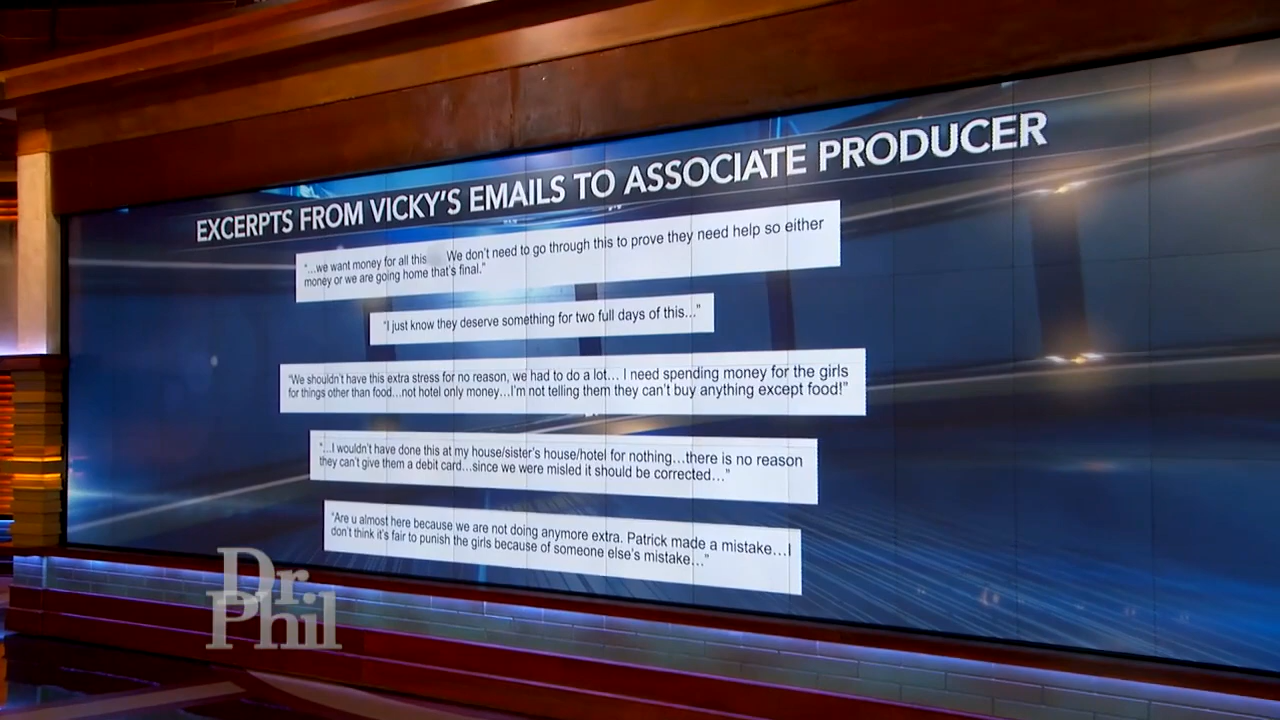 EXCERPTS FROM VICKY'S EMAILS TO ASSOCIATE PRODUCER
"...we want money for all this We don't need to go through this to prove they need help so either
money or we are going home that's final."
"I just know they deserve something for two full days of this..."
"We shouldn't have this extra stress for no reason, we had to do a lot... I need spending money for the girls
for things other than food...not hotel only money...I'm not telling them they can't buy anything except food!"
"...I wouldn't have done this at my house/sister's house/hotel for nothing...there is no reason
they can't give them a debit card...since we were misled it should be corrected..."
"Are u almost here because we are not doing anymore extra. Patrick made a mistake...I
don't think it's fair to punish the girls because of someone else's mistake..."
Dr.
Phil